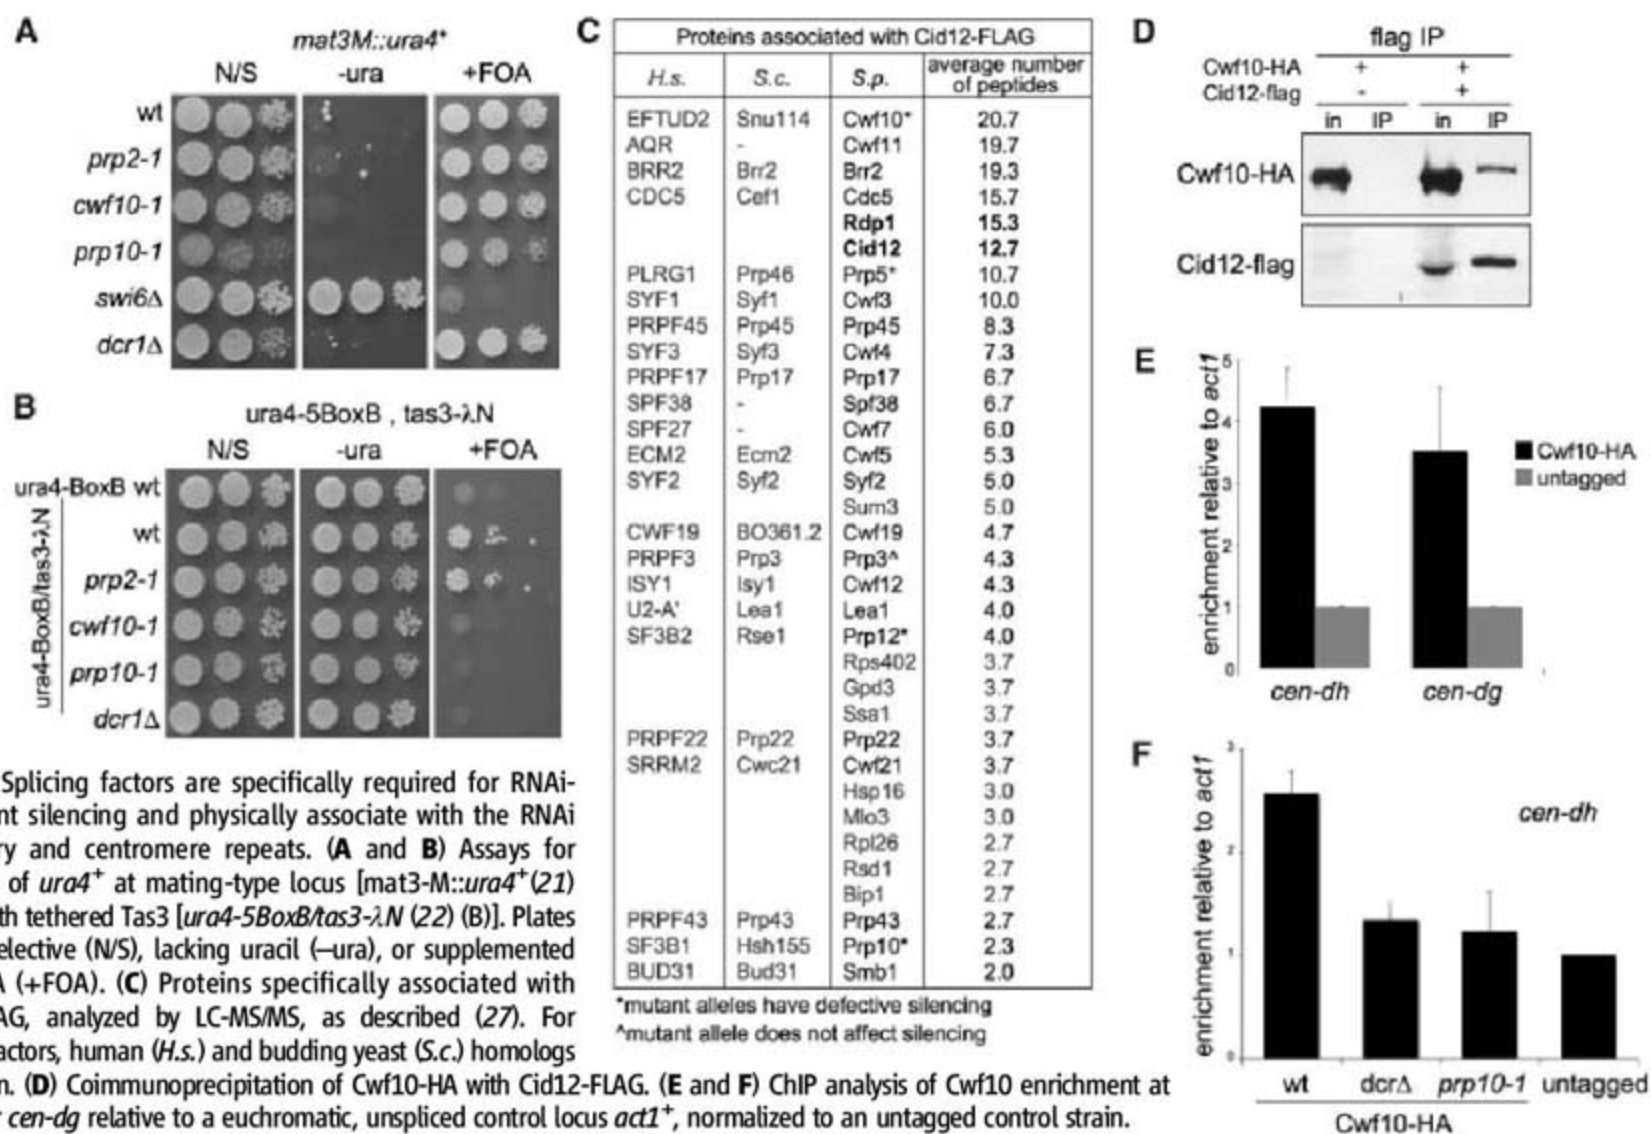 A
mat3M::ura4+
N/S -ura +FOA
wt
prp2-1
cwf10-1
prp10-1
swi6Δ
dcr1Δ
B
ura4-5BoxB , tas3-λN
N/S -ura +FOA
ura4-BoxB wt
ura4-BoxB/tas3-λN
wt
prp2-1
cwf10-1
prp10-1
dcr1Δ
C
Proteins associated with Cid12-FLAG
H.s. S.c. S.p. average number of peptides
EFTUD2 Snu114 Cwf10* 20.7
AQR - Cwf11 19.7
BRR2 Brr2 Brr2 19.3
CDC5 Cef1 Cdc5 15.7
Rdp1 15.3
Cid12 12.7
PLRG1 Prp46 Prp5* 10.7
SYF1 Syf1 Cwf3 10.0
PRPF45 Prp45 Prp45 8.3
SYF3 Syf3 Cwf4 7.3
PRPF17 Prp17 Prp17 6.7
SPF38 - Spf38 6.7
SPF27 - Cwf7 6.0
ECM2 Ecm2 Cwf5 5.3
SYF2 Syf2 Syf2 5.0
Sum3 5.0
CWF19 BO361.2 Cwf19 4.7
PRPF3 Prp3 Prp3^ 4.3
ISY1 Isy1 Cwf12 4.3
U2-A' Lea1 Lea1 4.0
SF3B2 Rse1 Prp12* 4.0
Rps402 3.7
Gpd3 3.7
Ssa1 3.7
PRPF22 Prp22 Prp22 3.7
SRRM2 Cwc21 Cwf21 3.7
Hsp16 3.0
Mlo3 3.0
Rpl26 2.7
Rsd1 2.7
Bip1 2.7
PRPF43 Prp43 Prp43 2.7
SF3B1 Hsh155 Prp10* 2.3
BUD31 Bud31 Smb1 2.0
*mutant alleles have defective silencing
^mutant allele does not affect silencing
D
flag IP
Cwf10-HA + +
Cid12-flag - +
in IP in IP
Cwf10-HA
Cid12-flag
E
enrichment relative to act1
5
4
3
2
1
0
cen-dh cen-dg
Cwf10-HA
untagged
F
enrichment relative to act1
3
2
1
0
cen-dh
wt dcrΔ prp10-1 untagged
Cwf10-HA
Splicing factors are specifically required for RNAi-
nt silencing and physically associate with the RNAi
ry and centromere repeats. (A and B) Assays for
of ura4+ at mating-type locus [mat3-M::ura4+(21)
th tethered Tas3 [ura4-5BoxB/tas3-λN (22) (B)]. Plates
elective (N/S), lacking uracil (–ura), or supplemented
A (+FOA). (C) Proteins specifically associated with
AG, analyzed by LC-MS/MS, as described (27). For
actors, human (H.s.) and budding yeast (S.c.) homologs
n. (D) Coimmunoprecipitation of Cwf10-HA with Cid12-FLAG. (E and F) ChIP analysis of Cwf10 enrichment at
r cen-dg relative to a euchromatic, unspliced control locus act1+, normalized to an untagged control strain.